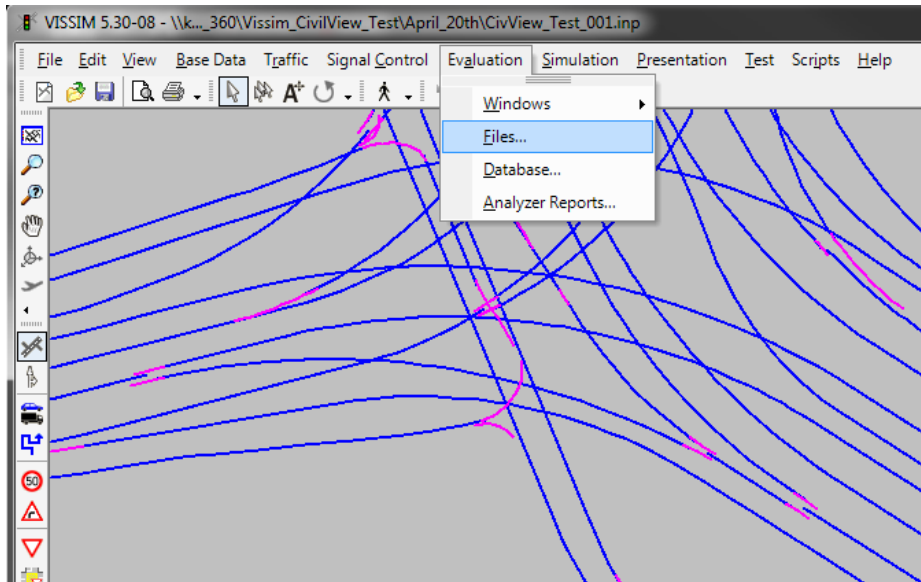 VISSIM 5.30-08 - \\k..._360\Vissim_CivilView_Test\April_20th\CivView_Test_001.inp
File Edit View Base Data Traffic Signal Control Evaluation Simulation Presentation Test Scripts Help
Windows
Files...
Database...
Analyzer Reports...
50